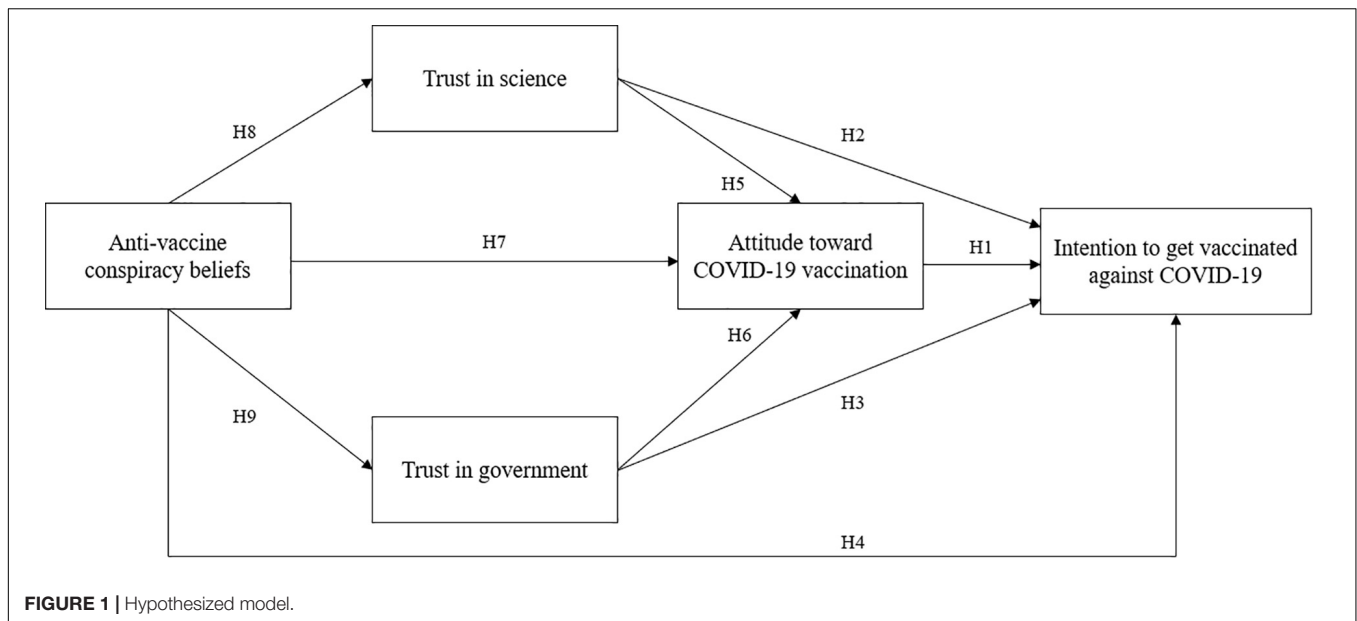 Trust in science
H8
H2
H5
Anti-vaccine
conspiracy beliefs
H7
Attitude toward
COVID-19 vaccination
H1
Intention to get vaccinated
against COVID-19
H6
H9
H3
Trust in government
H4
FIGURE 1 | Hypothesized model.